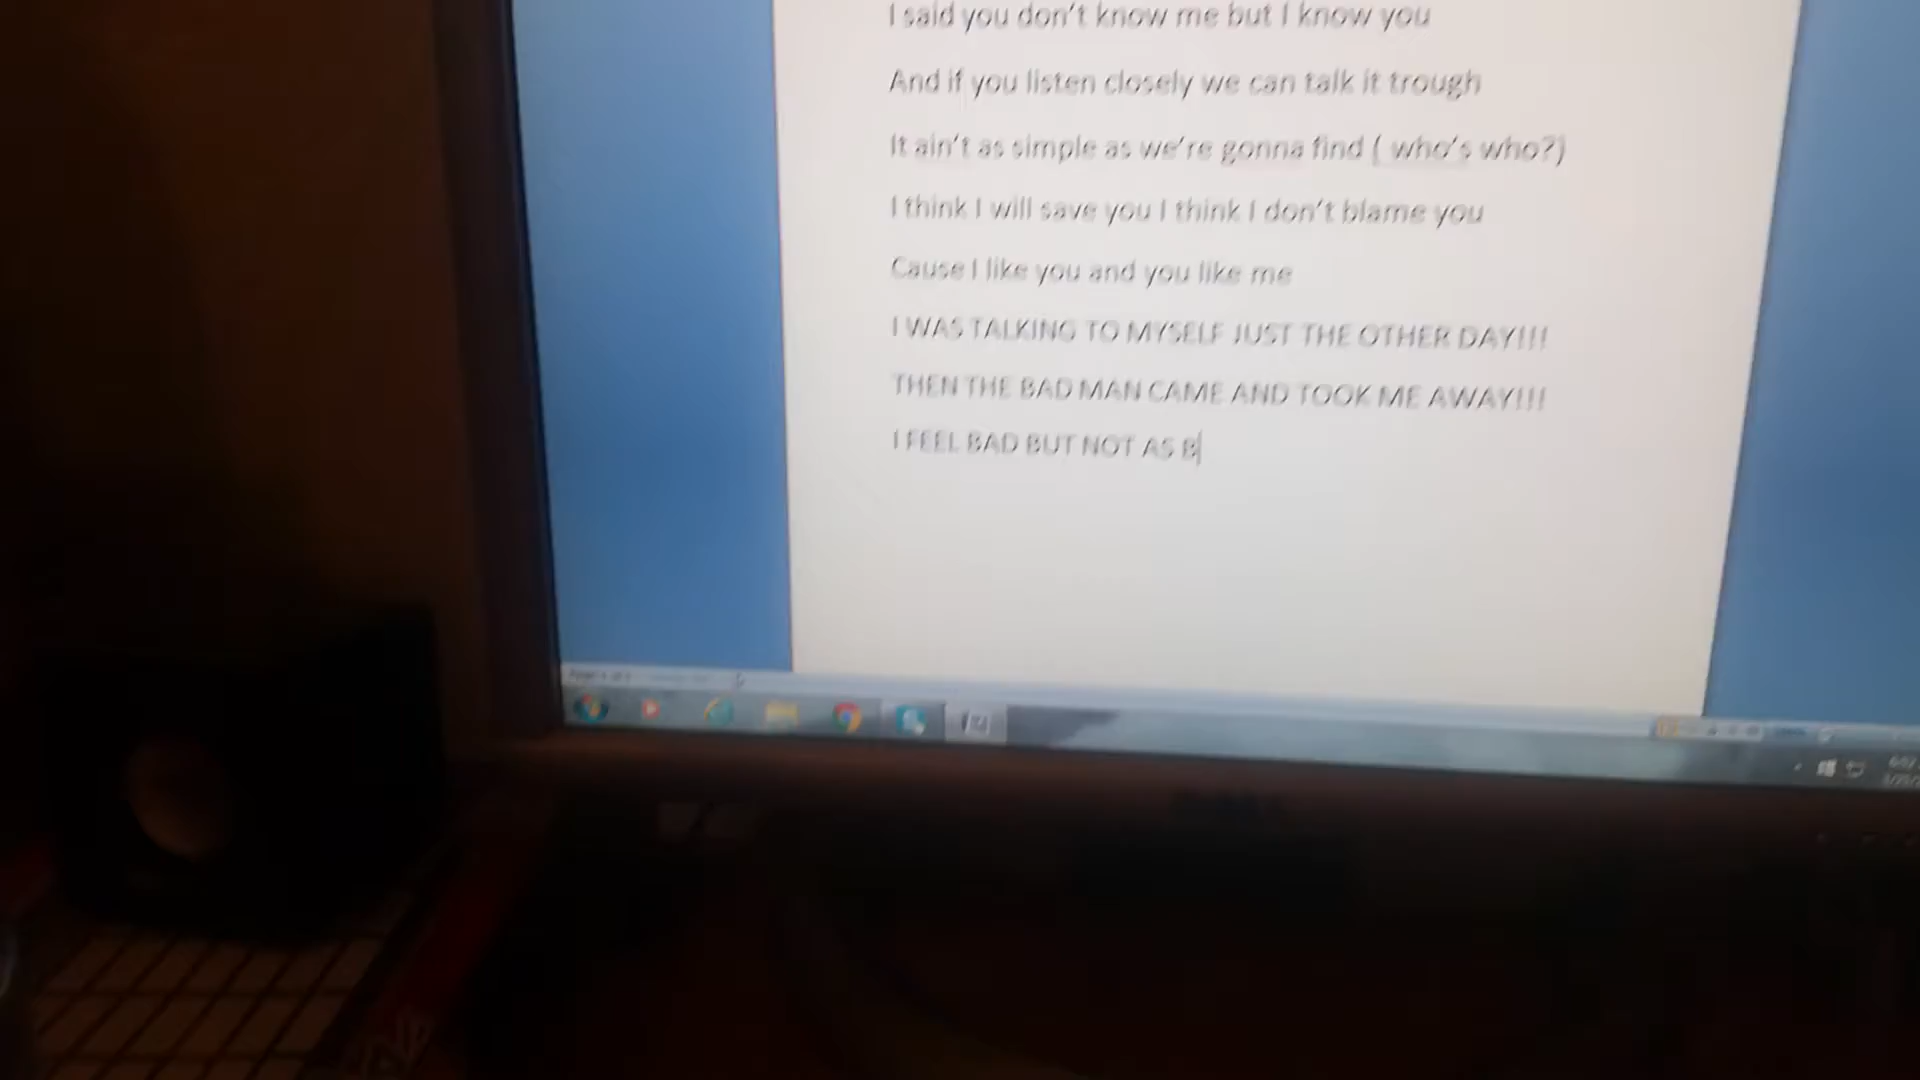 I said you don't know me but I know you
And if you listen closely we can talk it trough
It ain't as simple as we're gonna find ( who's who?)
I think I will save you I think I don't blame you
Cause I like you and you like me
I WAS TALKING TO MYSELF JUST THE OTHER DAY!!!
THEN THE BAD MAN CAME AND TOOK ME AWAY!!!
I FEEL BAD BUT NOT AS B